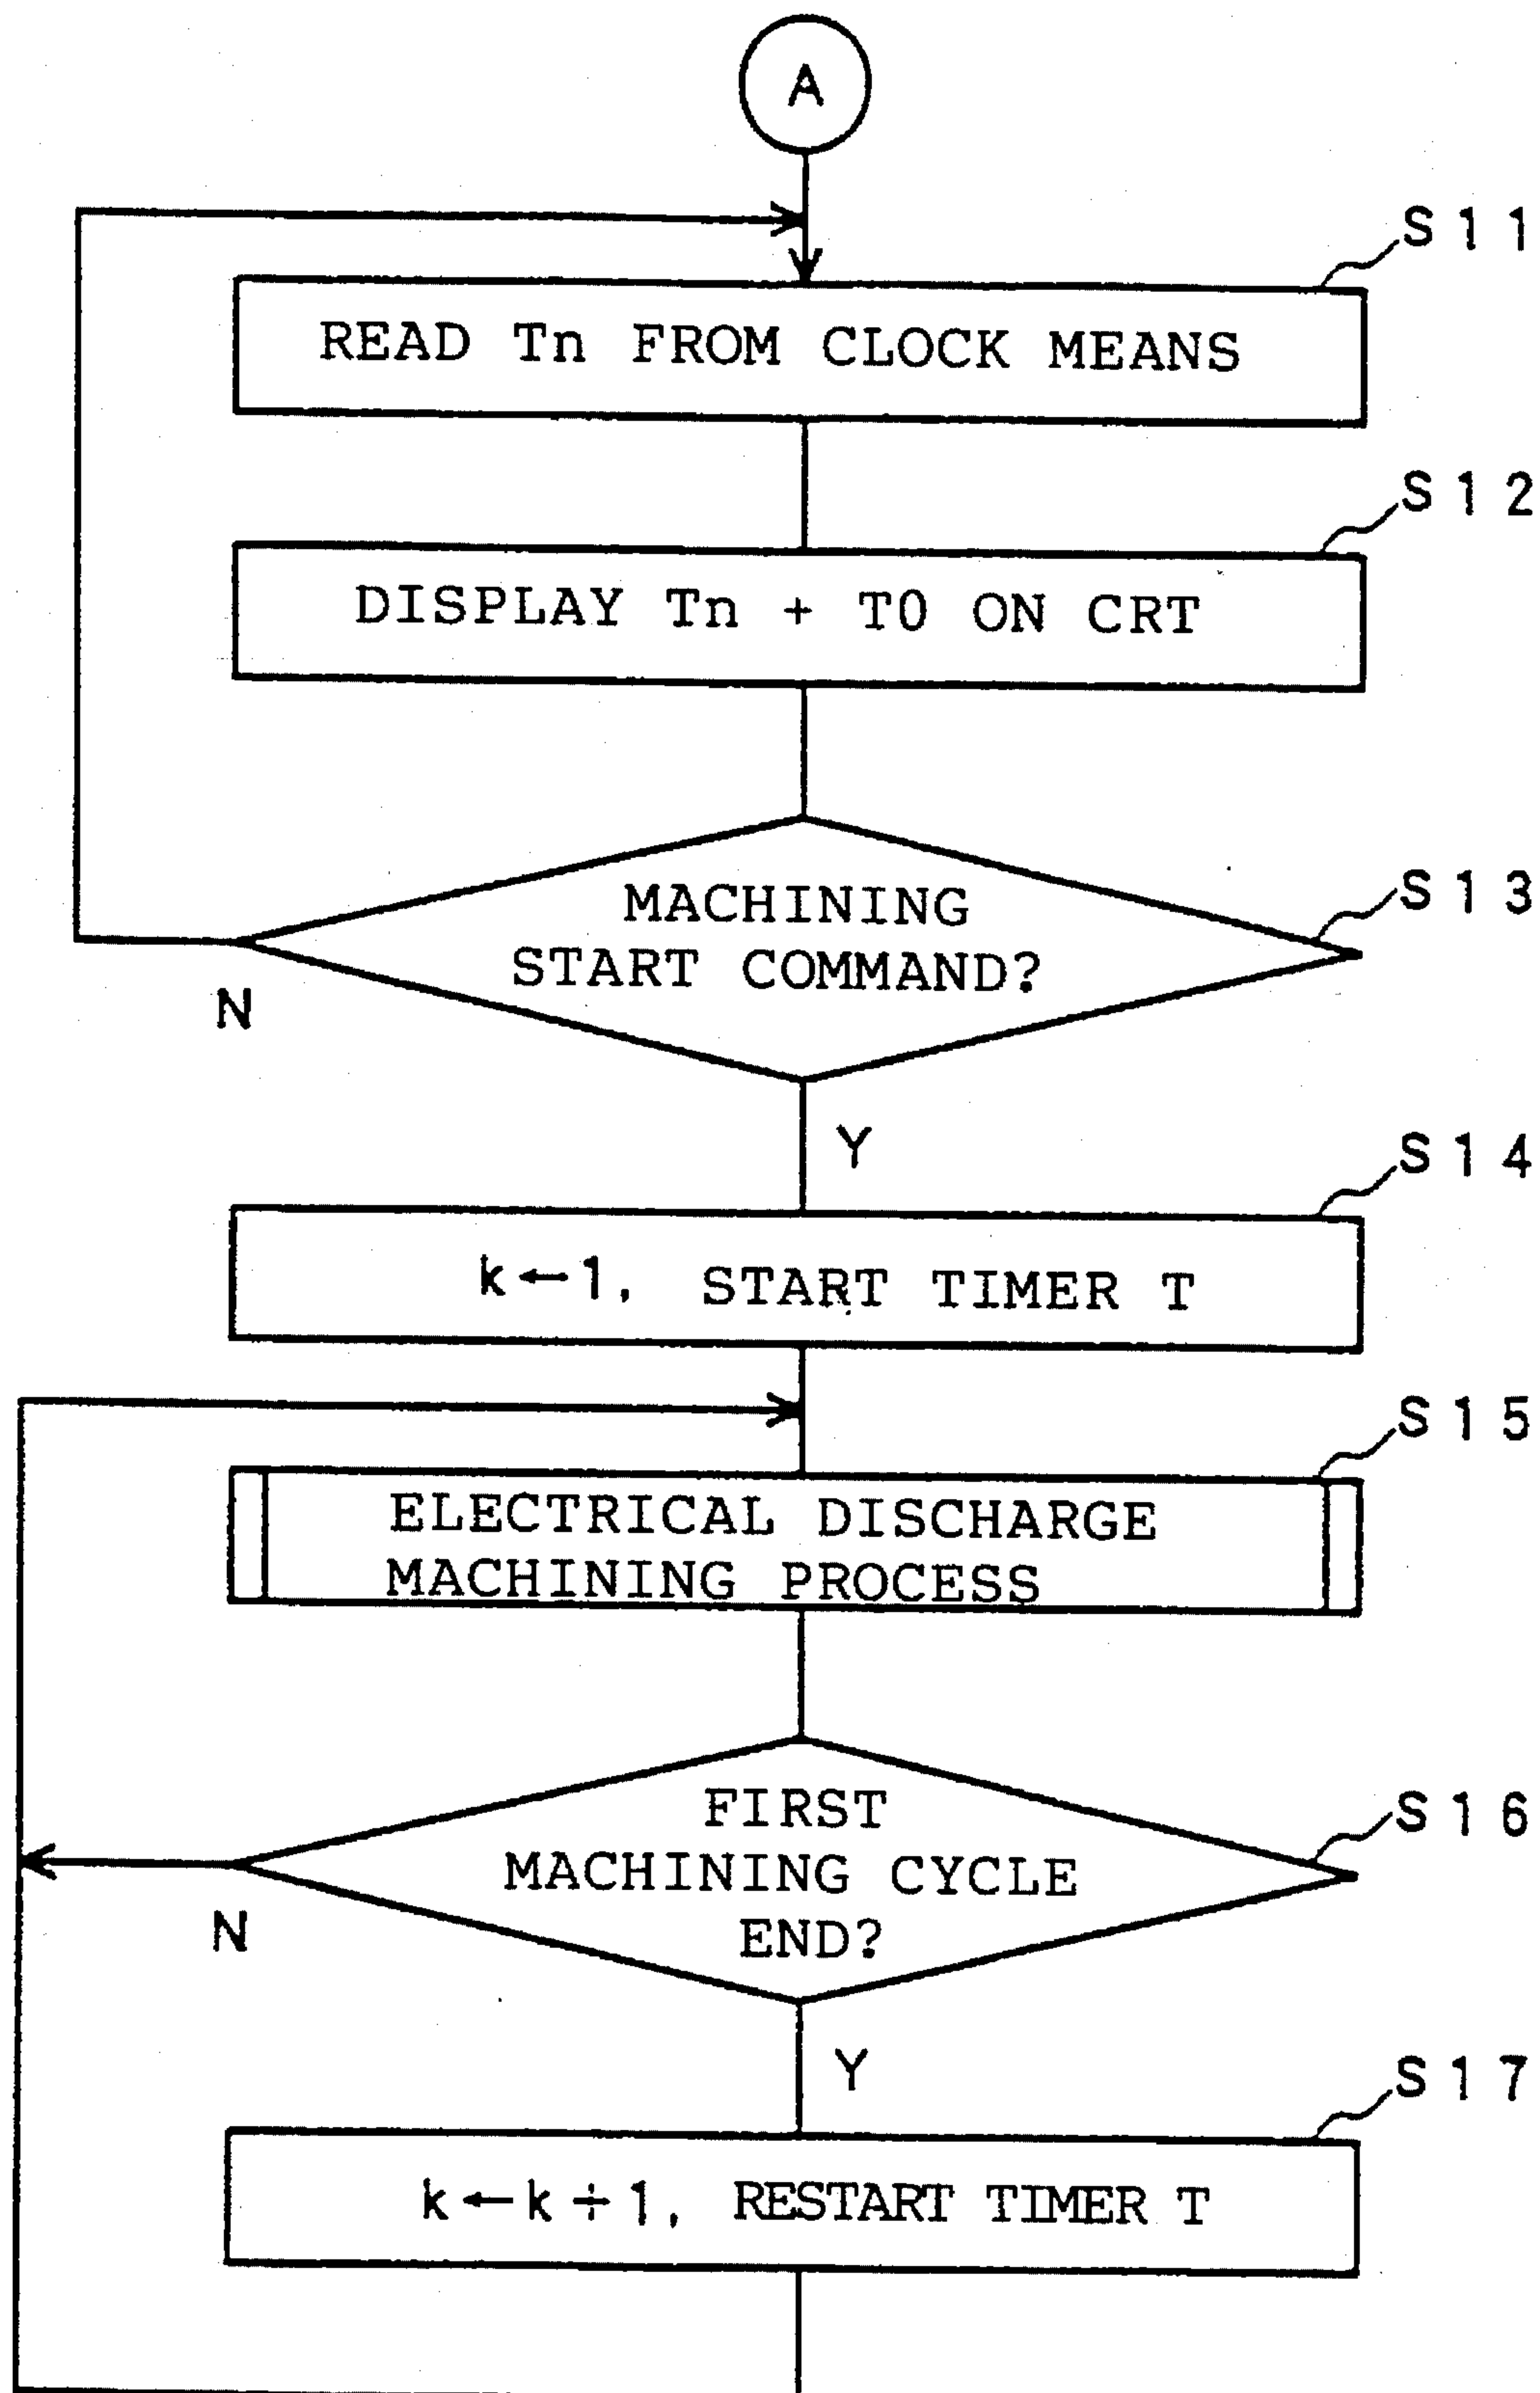 A
S11
READ Tn FROM CLOCK MEANS
S12
DISPLAY Tn + T0 ON CRT
S13
MACHINING
START COMMAND?
N
Y
S14
k←1, START TIMER T
S15
ELECTRICAL DISCHARGE
MACHINING PROCESS
S16
FIRST
MACHINING CYCLE
END?
N
Y
S17
k←k÷1, RESTART TIMER T